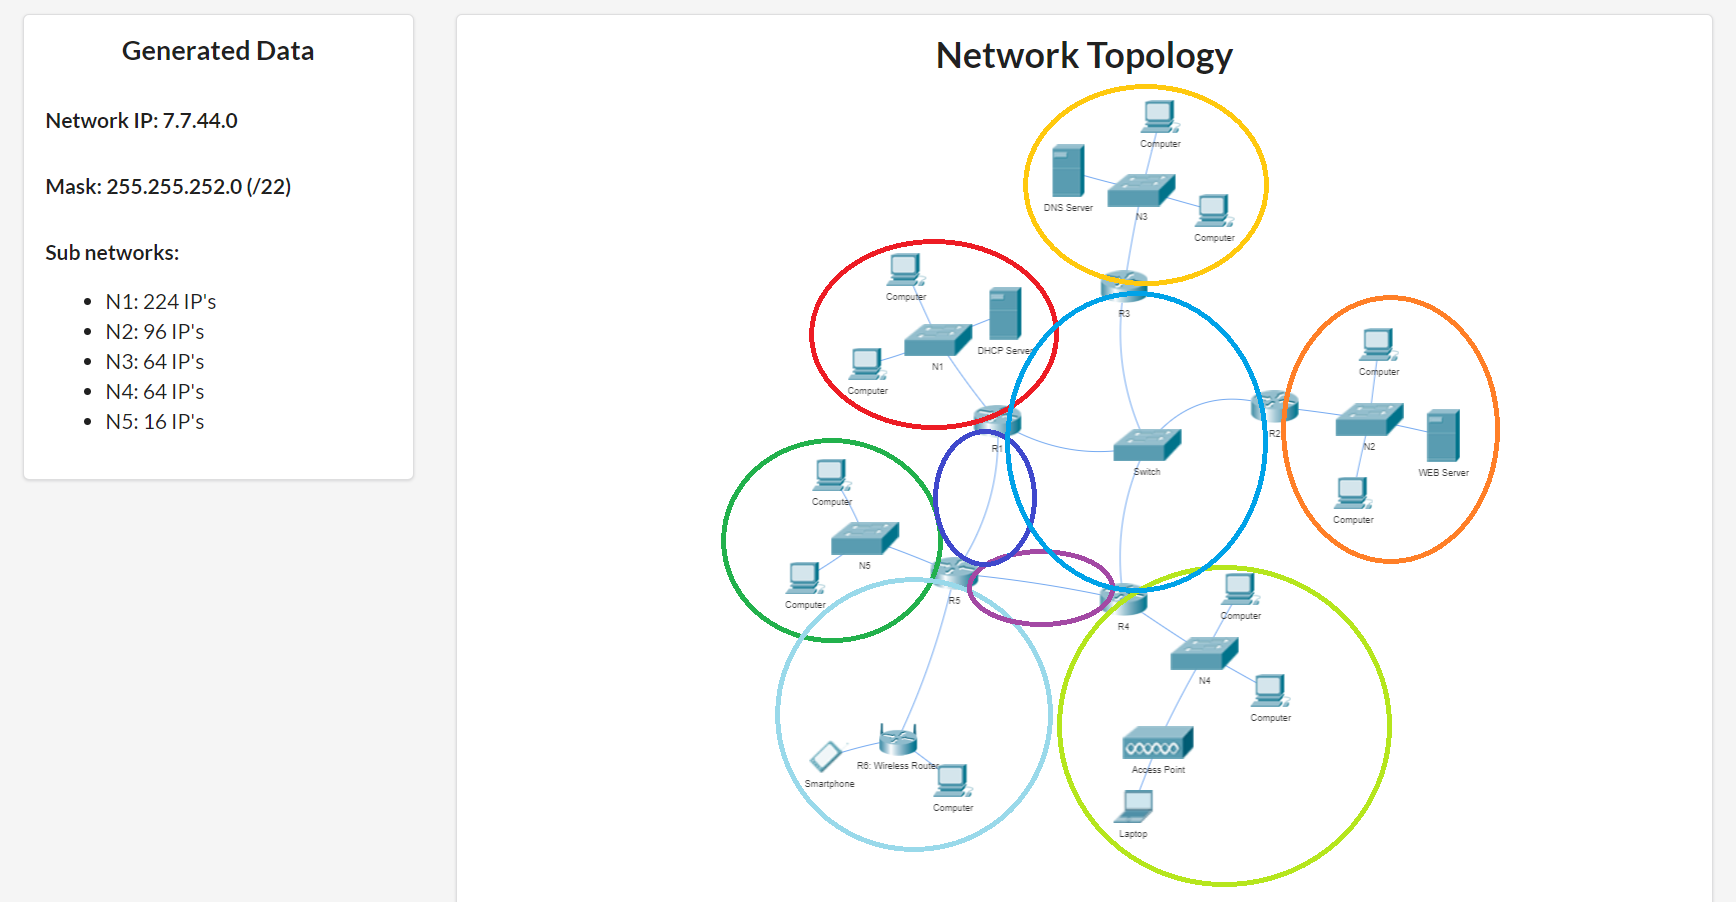 Generated Data
Network IP: 7.7.44.0
Mask: 255.255.252.0 (/22)
Sub networks:
N1: 224 IP's
N2: 96 IP's
N3: 64 IP's
N4: 64 IP's
N5: 16 IP's
Network Topology
Computer
DNS Server
N3
Computer
R3
Computer
DHCP Server
N1
Computer
R1
Computer
R2
N2
WEB Server
Computer
Switch
Computer
N5
Computer
R5
R4
Computer
N4
Computer
Access Point
Laptop
R6: Wireless Router
Smartphone
Computer